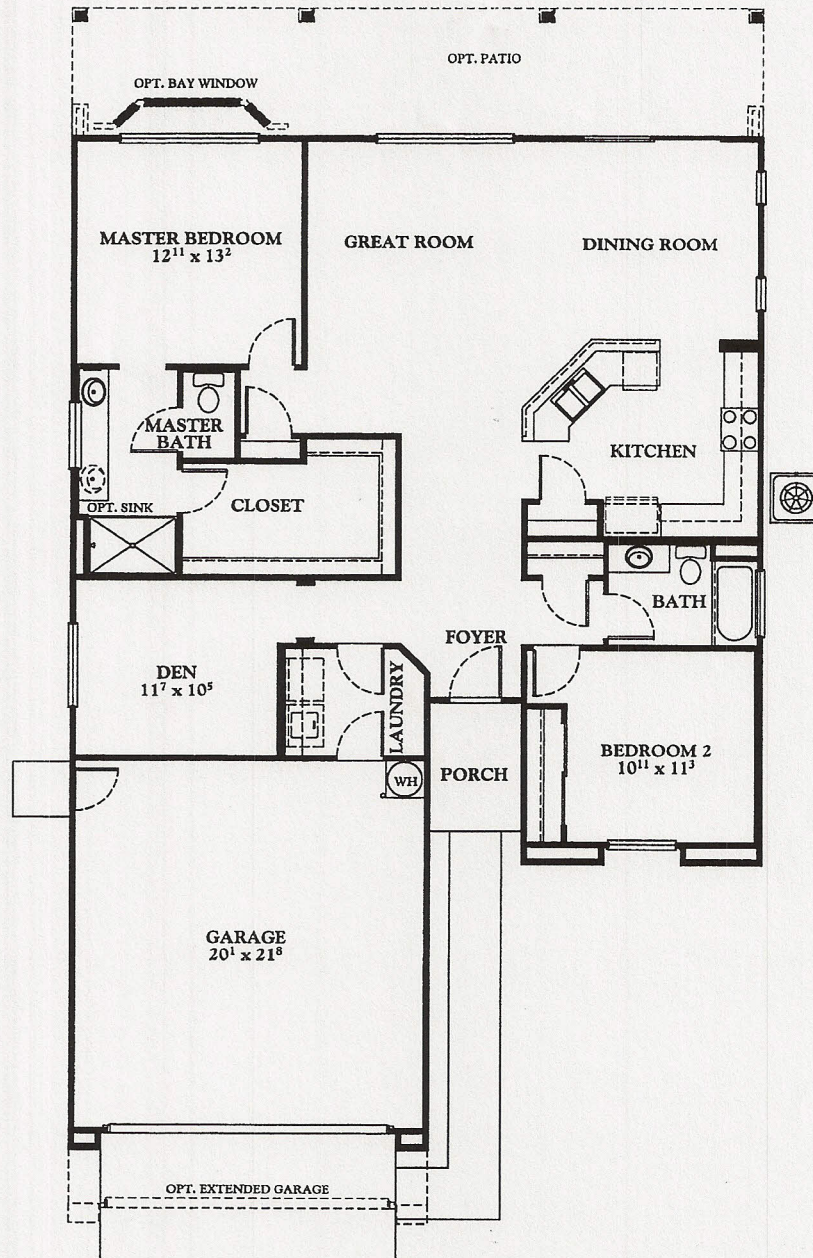 OPT. PATIO
OPT. BAY WINDOW
MASTER BEDROOM
12¹¹ x 13²
GREAT ROOM
DINING ROOM
MASTER
BATH
KITCHEN
OPT. SINK
CLOSET
BATH
FOYER
DEN
11⁷ x 10⁵
LAUNDRY
BEDROOM 2
10¹¹ x 11³
PORCH
WH
GARAGE
20¹ x 21⁸
OPT. EXTENDED GARAGE